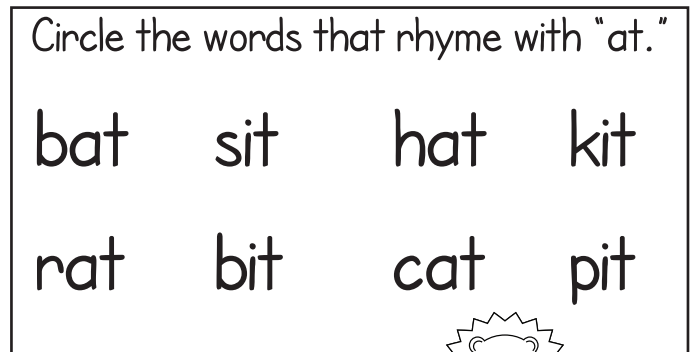 Circle the words that rhyme with "at."
bat sit hat kit
rat bit cat pit